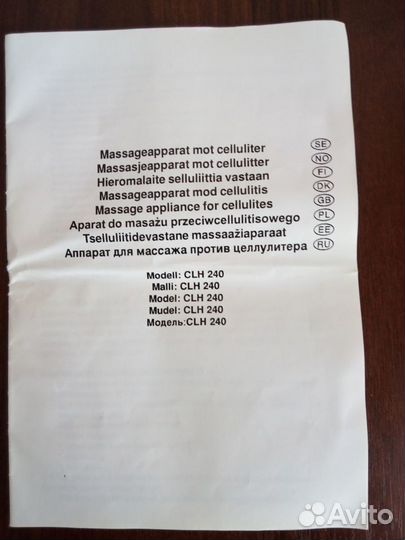 Massageapparat mot celluliter SE
Massasjeapparat mot cellulitter NO
Hieromalaite selluliittia vastaan FI
Massageapparat mod cellulitis DK
Massage appliance for cellulites GB
Aparat do masażu przeciwcellulitisowego PL
Tselluliitidevastane massaažiaparaat EE
Аппарат для массажа против целлулитера RU
Modell: CLH 240
Malli: CLH 240
Model: CLH 240
Mudel: CLH 240
Модель:CLH 240
Avito